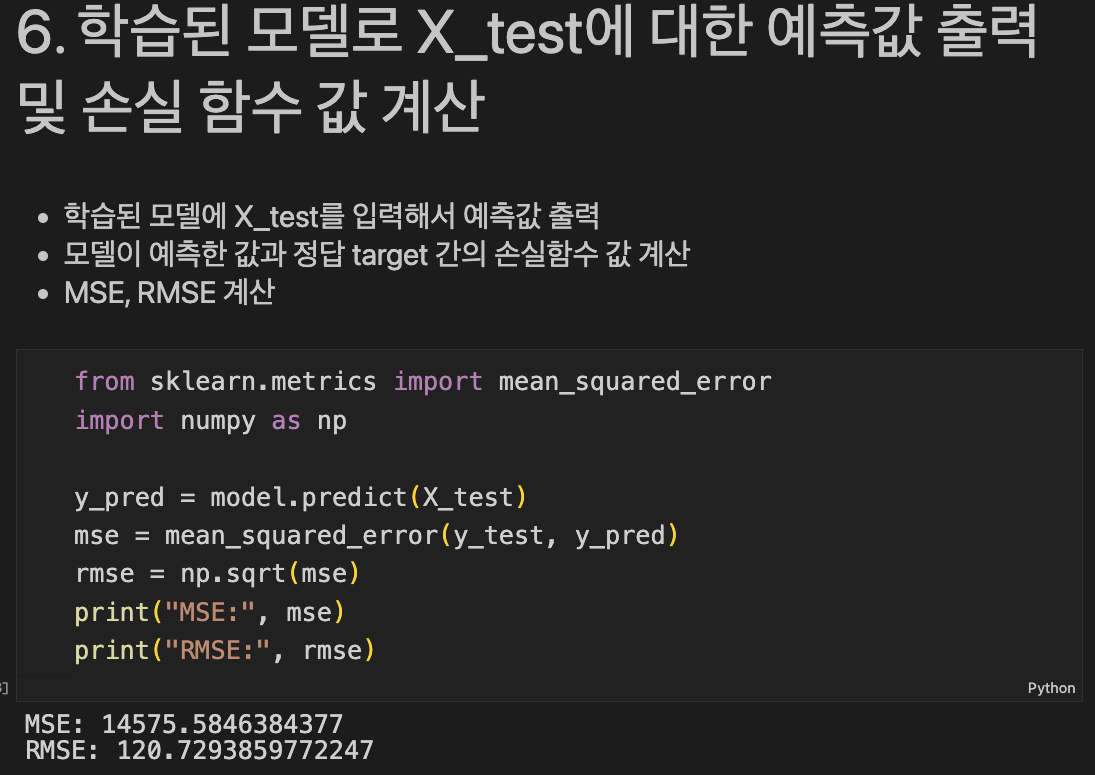 6. 학습된 모델로 X_test에 대한 예측값 출력
및 손실 함수 값 계산
• 학습된 모델에 X_test를 입력해서 예측값 출력
• 모델이 예측한 값과 정답 target 간의 손실함수 값 계산
• MSE, RMSE 계산
from sklearn.metrics import mean_squared_error
import numpy as np
y_pred = model.predict(X_test)
mse = mean_squared_error(y_test, y_pred)
rmse = np.sqrt(mse)
print("MSE:", mse)
print("RMSE:", rmse)
Python
MSE: 14575.5846384377
RMSE: 120.7293859772247